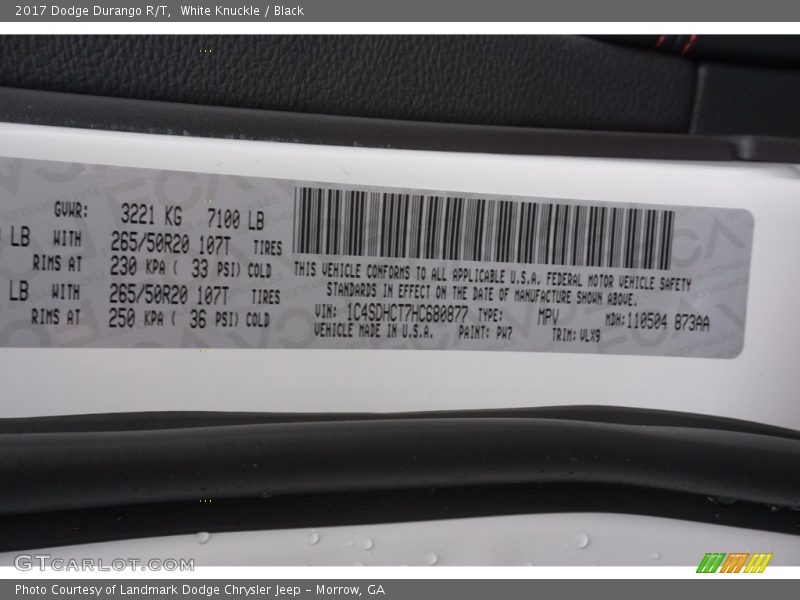 2017 Dodge Durango R/T, White Knuckle / Black
GVWR: 3221 KG 7100 LB
LB WITH 265/50R20 107T TIRES
RIMS AT 230 KPA ( 33 PSI) COLD
LB WITH 265/50R20 107T TIRES
RIMS AT 250 KPA ( 36 PSI) COLD
THIS VEHICLE CONFORMS TO ALL APPLICABLE U.S.A. FEDERAL MOTOR VEHICLE SAFETY
STANDARDS IN EFFECT ON THE DATE OF MANUFACTURE SHOWN ABOVE.
VIN: 1C4SDHCT7HC680877 TYPE: MPV MDH:110504 873AA
VEHICLE MADE IN U.S.A. PAINT: PW7 TRIM: VLX9
GTCARLOT.COM
Photo Courtesy of Landmark Dodge Chrysler Jeep – Morrow, GA